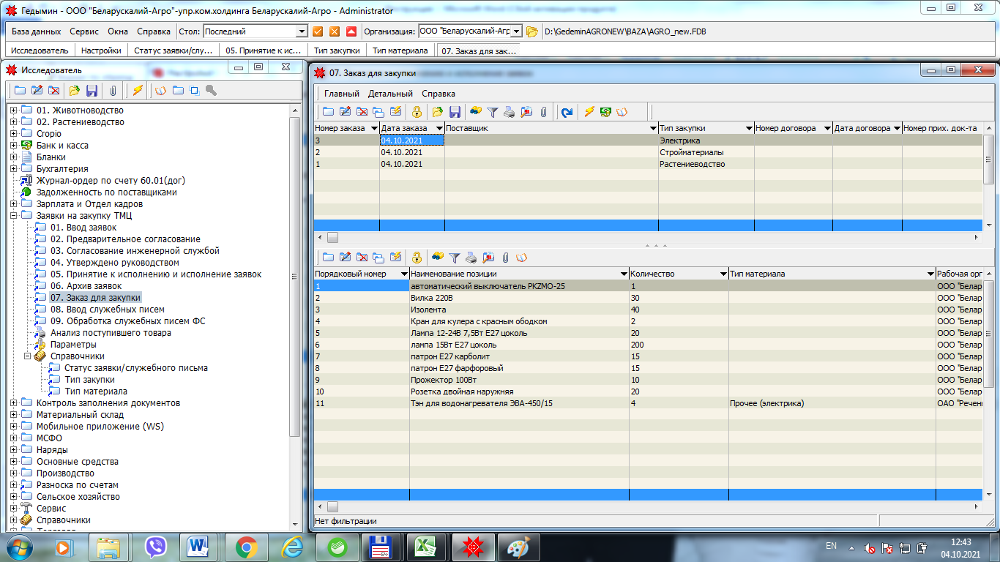 Гедымин - ООО "Беларускалий-Агро"-упр.ком.холдинга Беларускалий-Агро - Administrator
База данных Сервис Окна Справка Стол: Последний Организация: ООО "Беларускалий-Агр D:\GedeminAGRONEW\BAZA\AGRO_new.FDB
Исследователь Настройки Статус заявки/слу... 05. Принятие к ис... Тип закупки Тип материала 07. Заказ для зак...
Исследователь
01. Животноводство
02. Растениеводство
Cropio
Банк и касса
Бланки
Бухгалтерия
Журнал-ордер по счету 60.01(дог)
Задолженность по поставщиками
Зарплата и Отдел кадров
Заявки на закупку ТМЦ
01. Ввод заявок
02. Предварительное согласование
03. Согласование инженерной службой
04. Утверждено руководством
05. Принятие к исполнению и исполнение заявок
06. Архив заявок
07. Заказ для закупки
08. Ввод служебных писем
09. Обработка служебных писем ФС
Анализ поступившего товара
Параметры
Справочники
Статус заявки/служебного письма
Тип закупки
Тип материала
Контроль заполнения документов
Материальный склад
Мобильное приложение (WS)
МСФО
Наряды
Основные средства
Производство
Разноска по счетам
Сельское хозяйство
Сервис
Справочники
07. Заказ для закупки
Главный Детальный Справка
Номер заказа Дата заказа Поставщик Тип закупки Номер договора Дата договора Номер прих. док-та
3 04.10.2021 Электрика
2 04.10.2021 Стройматериалы
1 04.10.2021 Растениеводство
Порядковый номер Наименование позиции Количество Тип материала Рабочая орг
1 автоматический выключатель PKZMO-25 1 ООО "Белар
2 Вилка 220В 30 ООО "Белар
3 Изолента 40 ООО "Белар
4 Кран для кулера с красным ободком 2 ООО "Белар
5 Лампа 12-24В 7,5Вт Е27 цоколь 20 ООО "Белар
6 лампа 15Вт Е27 цоколь 200 ООО "Белар
7 патрон Е27 карболит 15 ООО "Белар
8 патрон Е27 фарфоровый 15 ООО "Белар
9 Прожектор 100Вт 10 ООО "Белар
10 Розетка двойная наружняя 20 ООО "Белар
11 Тэн для водонагревателя ЭВА-450/15 4 Прочее (электрика) ОАО "Речен
Нет фильтрации
EN 12:43
04.10.2021